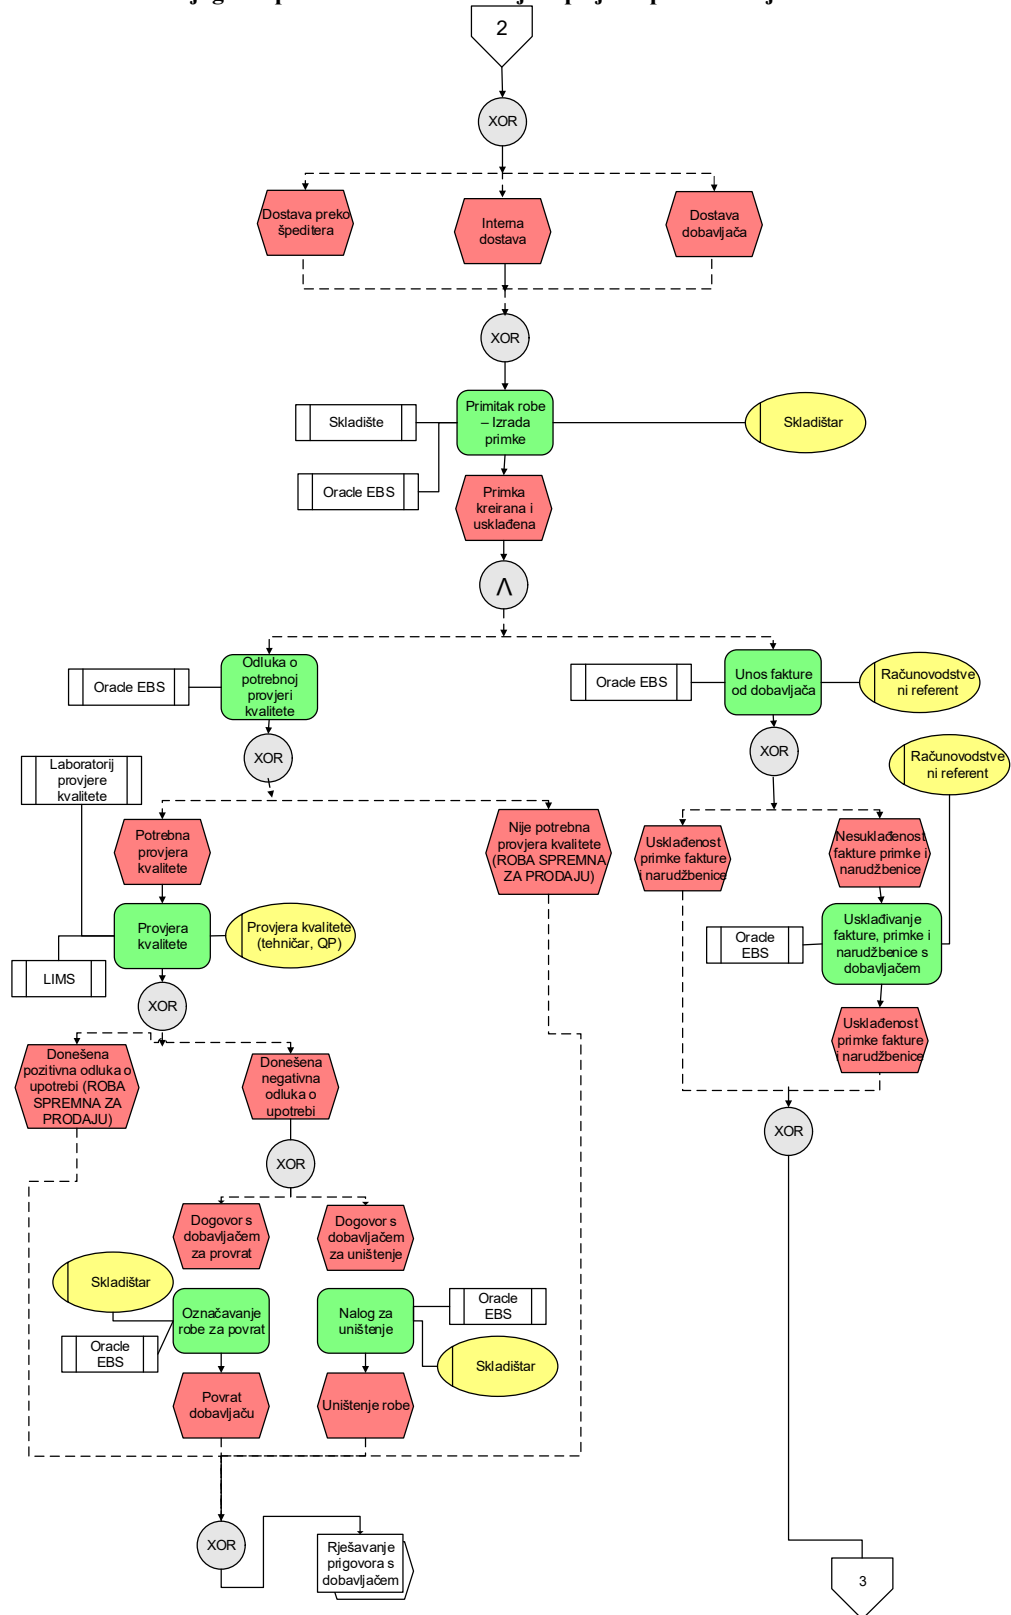 2
XOR
Dostava preko
špeditera
Interna
dostava
Dostava
dobavljača
XOR
Skladište
Primitak robe
– Izrada
primke
Skladištar
Oracle EBS
Primka
kreirana i
usklađena
Λ
Oracle EBS
Odluka o
potrebnoj
provjeri
kvalitete
Oracle EBS
Unos fakture
od dobavljača
Računovodstve
ni referent
XOR
XOR
Računovodstve
ni referent
Laboratorij
provjere
kvalitete
Potrebna
provjera
kvalitete
Nije potrebna
provjera kvalitete
(ROBA SPREMNA
ZA PRODAJU)
Usklađenost
primke fakture
i narudžbenice
Nesuklađenost
fakture primke i
narudžbenice
Provjera
kvalitete
Provjera kvalitete
(tehničar, QP)
Oracle
EBS
Usklađivanje
fakture, primke i
narudžbenice s
dobavljačem
LIMS
XOR
Usklađenost
primke fakture
i narudžbenice
Donešena
pozitivna odluka o
upotrebi (ROBA
SPREMNA ZA
PRODAJU)
Donešena
negativna
odluka o
upotrebi
XOR
XOR
Dogovor s
dobavljačem
za provrat
Dogovor s
dobavljačem
za uništenje
Skladištar
Označavanje
robe za povrat
Nalog za
uništenje
Oracle
EBS
Oracle
EBS
Skladištar
Povrat
dobavljaču
Uništenje robe
XOR
Rješavanje
prigovora s
dobavljačem
3